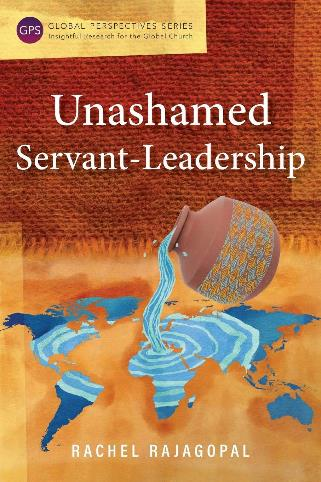 GPS
GLOBAL PERSPECTIVES SERIES
Insightful Research for the Global Church
Unashamed
Servant-Leadership
RACHEL RAJAGOPAL